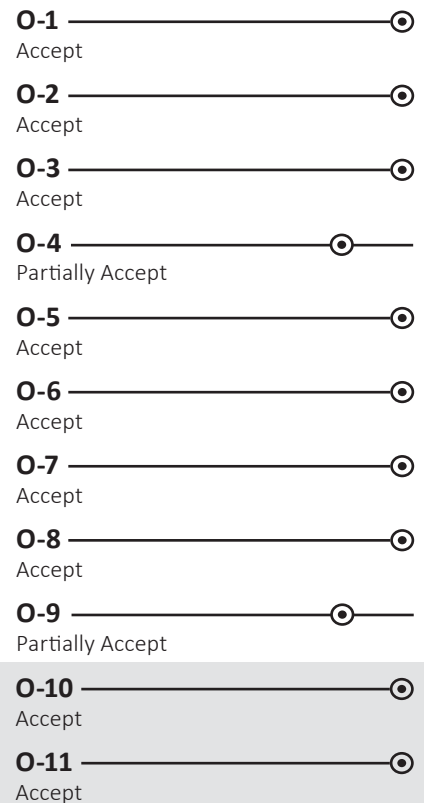 O-1
Accept
O-2
Accept
O-3
Accept
O-4
Partially Accept
O-5
Accept
O-6
Accept
O-7
Accept
O-8
Accept
O-9
Partially Accept
O-10
Accept
O-11
Accept